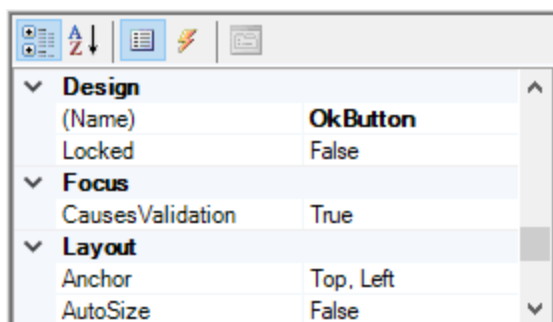 A
Z
Design
(Name) OkButton
Locked False
Focus
CausesValidation True
Layout
Anchor Top, Left
AutoSize False